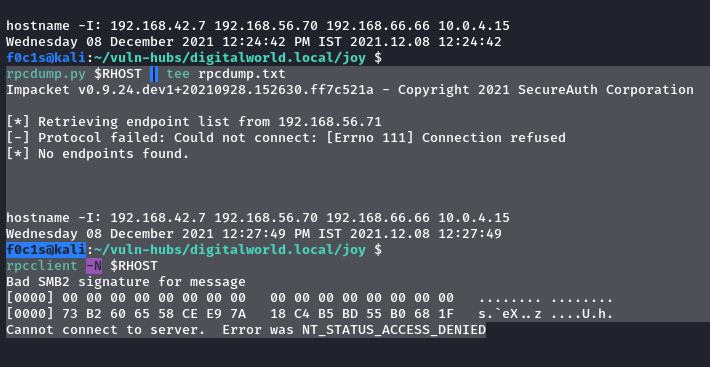 hostname -I: 192.168.42.7 192.168.56.70 192.168.66.66 10.0.4.15
Wednesday 08 December 2021 12:24:42 PM IST 2021.12.08 12:24:42
f0c1s@kali:~/vuln-hubs/digitalworld.local/joy $
rpcdump.py $RHOST | tee rpcdump.txt
Impacket v0.9.24.dev1+20210928.152630.ff7c521a - Copyright 2021 SecureAuth Corporation
[*] Retrieving endpoint list from 192.168.56.71
[-] Protocol failed: Could not connect: [Errno 111] Connection refused
[*] No endpoints found.
hostname -I: 192.168.42.7 192.168.56.70 192.168.66.66 10.0.4.15
Wednesday 08 December 2021 12:27:49 PM IST 2021.12.08 12:27:49
f0c1s@kali:~/vuln-hubs/digitalworld.local/joy $
rpcclient -N $RHOST
Bad SMB2 signature for message
[0000] 00 00 00 00 00 00 00 00   00 00 00 00 00 00 00 00   ........ ........
[0000] 73 B2 60 65 58 CE E9 7A   18 C4 B5 BD 55 B0 68 1F   s.`eX..z ....U.h.
Cannot connect to server.  Error was NT_STATUS_ACCESS_DENIED